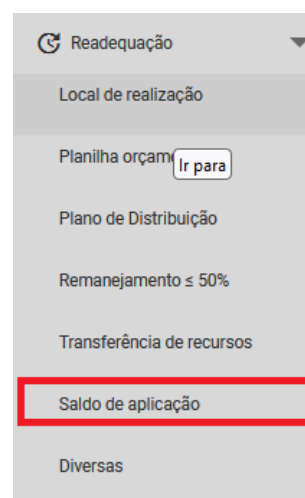 Readequação
Local de realização
Planilha orçam
Ir para
Plano de Distribuição
Remanejamento ≤ 50%
Transferência de recursos
Saldo de aplicação
Diversas